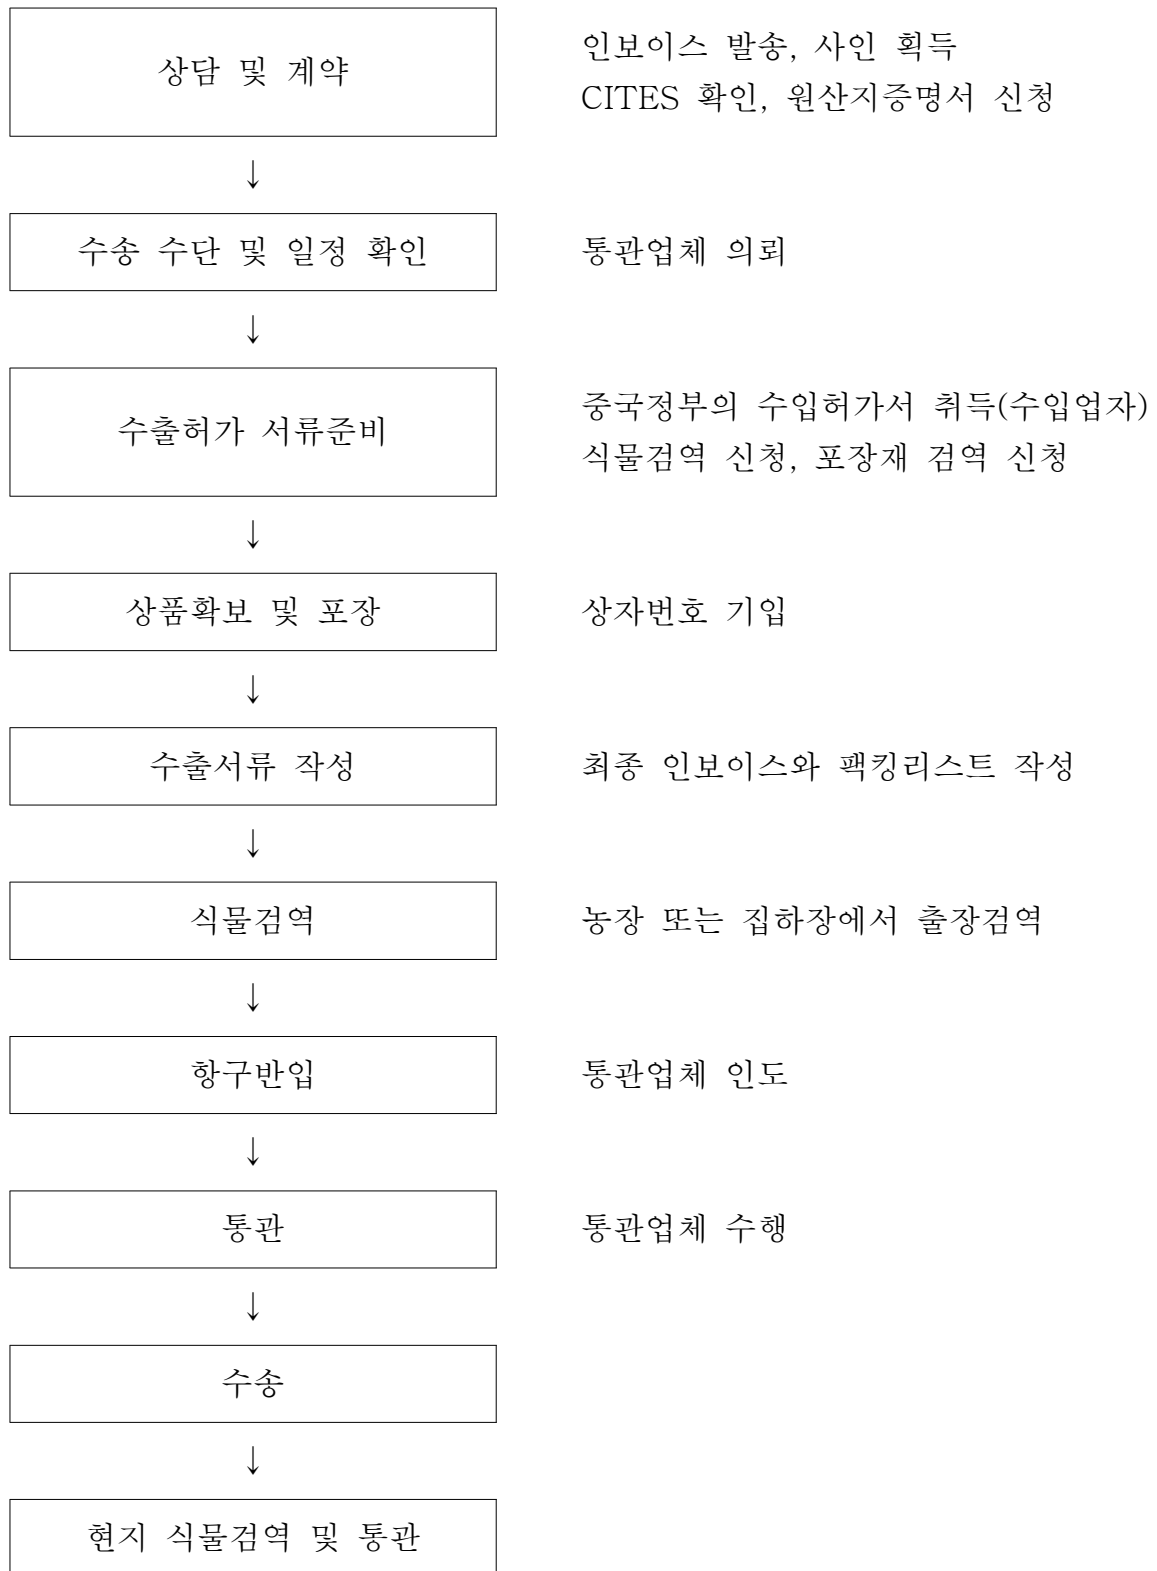 상담 및 계약
인보이스 발송, 사인 획득
CITES 확인, 원산지증명서 신청
↓
수송 수단 및 일정 확인
통관업체 의뢰
↓
수출허가 서류준비
중국정부의 수입허가서 취득(수입업자)
식물검역 신청, 포장재 검역 신청
↓
상품확보 및 포장
상자번호 기입
↓
수출서류 작성
최종 인보이스와 팩킹리스트 작성
↓
식물검역
농장 또는 집하장에서 출장검역
↓
항구반입
통관업체 인도
↓
통관
통관업체 수행
↓
수송
↓
현지 식물검역 및 통관